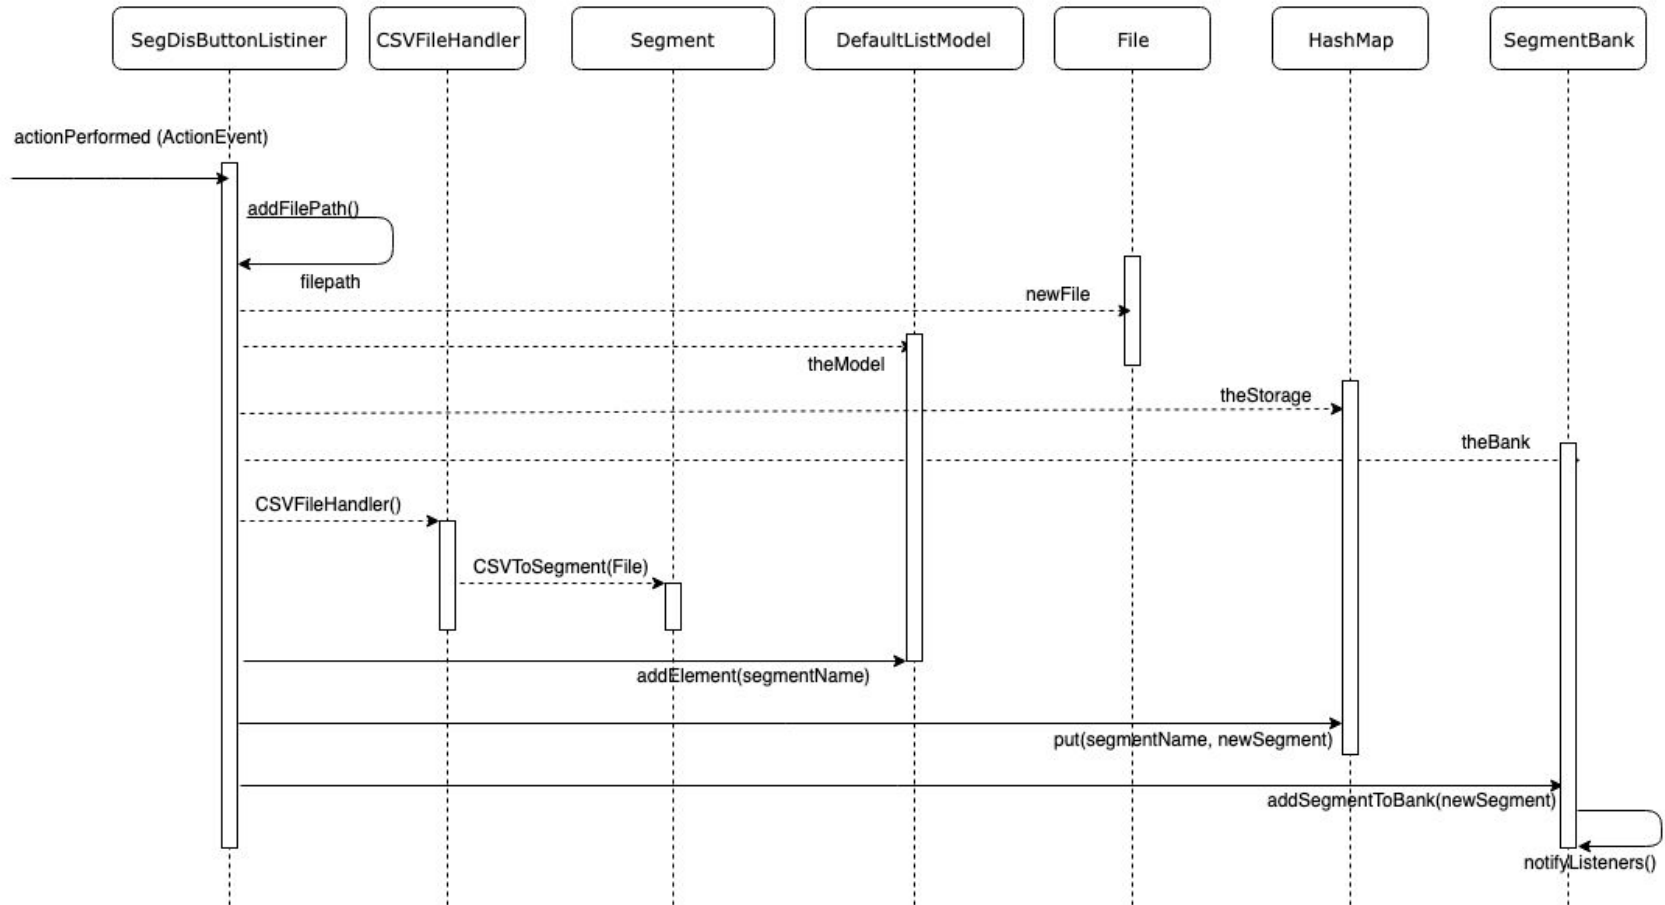 SegDisButtonListiner
CSVFileHandler
Segment
DefaultListModel
File
HashMap
SegmentBank
actionPerformed (ActionEvent)
addFilePath()
filepath
newFile
theModel
theStorage
theBank
CSVFileHandler()
CSVToSegment(File)
addElement(segmentName)
put(segmentName, newSegment)
addSegmentToBank(newSegment)
notifyListeners()